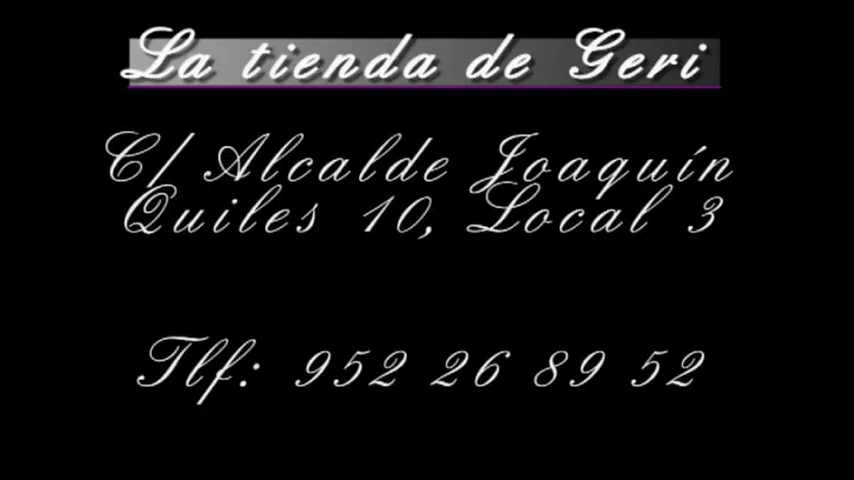 La tienda de Geri
C/ Alcalde Joaquín
Quiles 10, Local 3
Tlf: 952 26 89 52